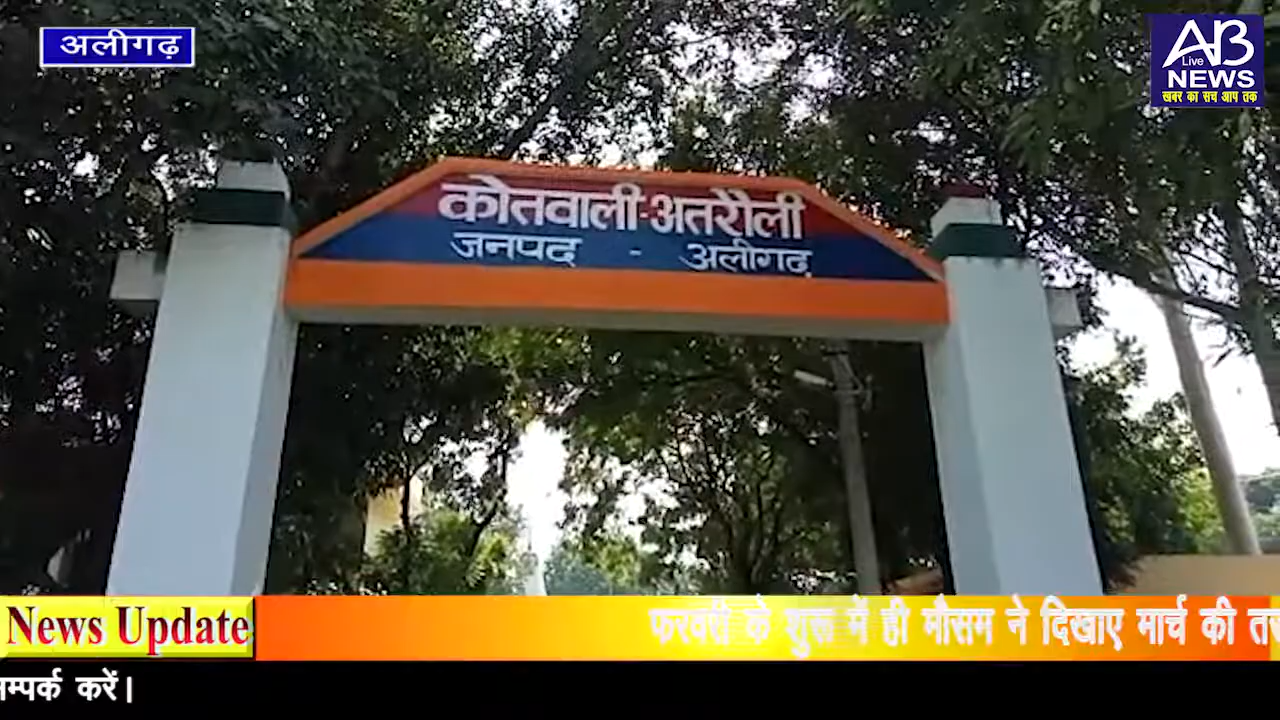 अलीगढ़
AB
Live
NEWS
खबर का सच आप तक
कोतवाली-अतरौली
जनपद - अलीगढ़
News Update
फरवरी के शुरू में ही मौसम ने दिखाए मार्च की
करें।